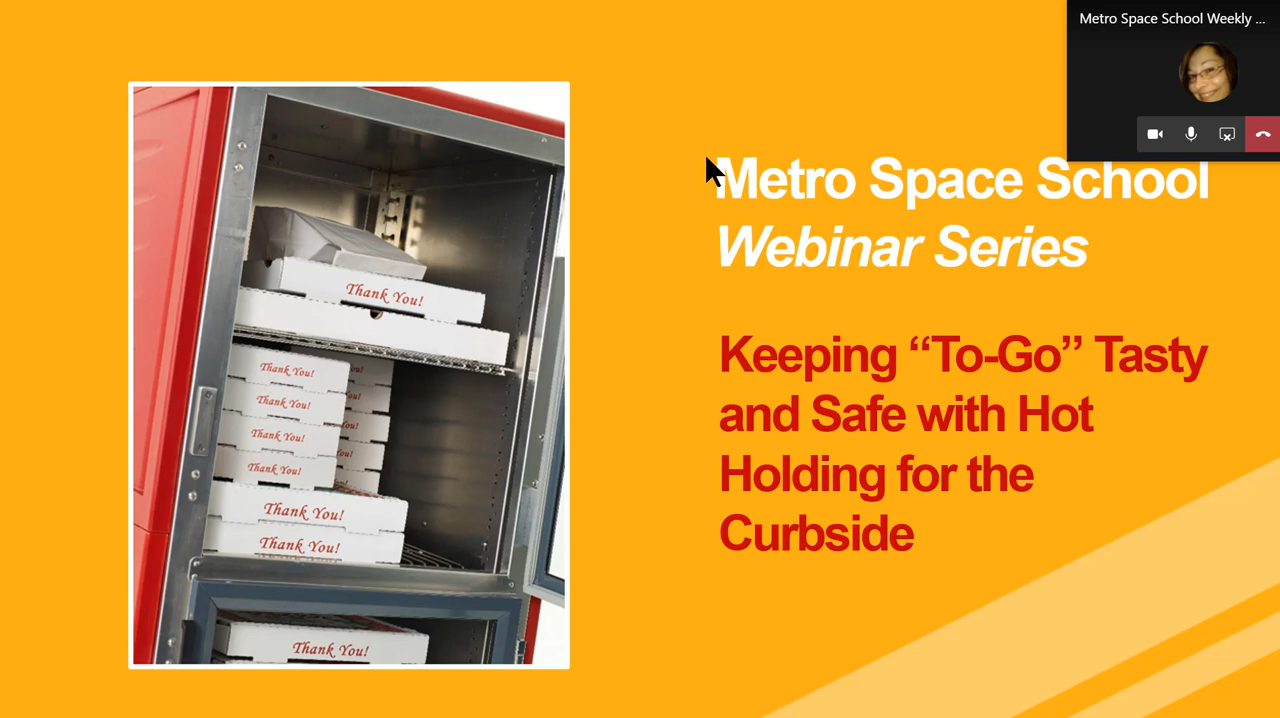 Metro Space School Weekly ...
Metro Space School
Webinar Series
Keeping “To-Go” Tasty
and Safe with Hot
Holding for the
Curbside
Thank You!
Thank You!
Thank You!
Thank You!
Thank You!
Thank You!
Thank You!
Thank You!